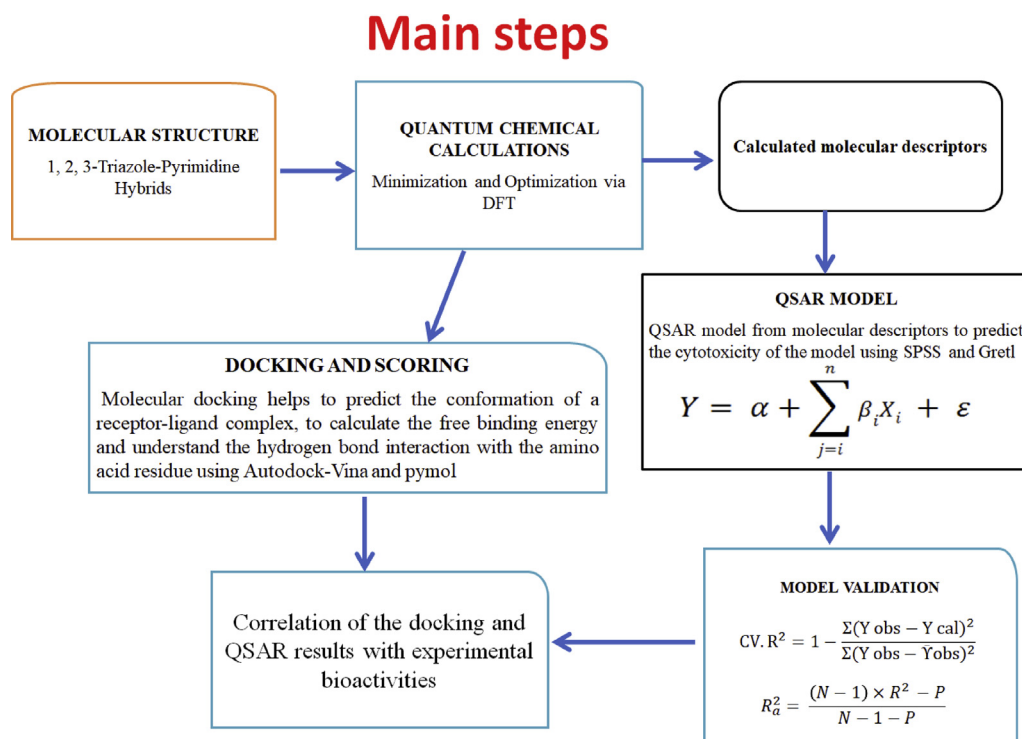 Main steps
MOLECULAR STRUCTURE
1, 2, 3-Triazole-Pyrimidine
Hybrids
QUANTUM CHEMICAL
CALCULATIONS
Minimization and Optimization via
DFT
Calculated molecular descriptors
QSAR MODEL
QSAR model from molecular descriptors to predict
the cytotoxicity of the model using SPSS and Gretl
Y = α + ∑_{j=i}^{n} β_i X_i + ε
DOCKING AND SCORING
Molecular docking helps to predict the conformation of a
receptor-ligand complex, to calculate the free binding energy
and understand the hydrogen bond interaction with the amino
acid residue using Autodock-Vina and pymol
MODEL VALIDATION
CV. R² = 1 − Σ(Y obs − Y cal)² / Σ(Y obs − Ȳobs)²
R_a² = (N − 1) × R² − P / N − 1 − P
Correlation of the docking and
QSAR results with experimental
bioactivities